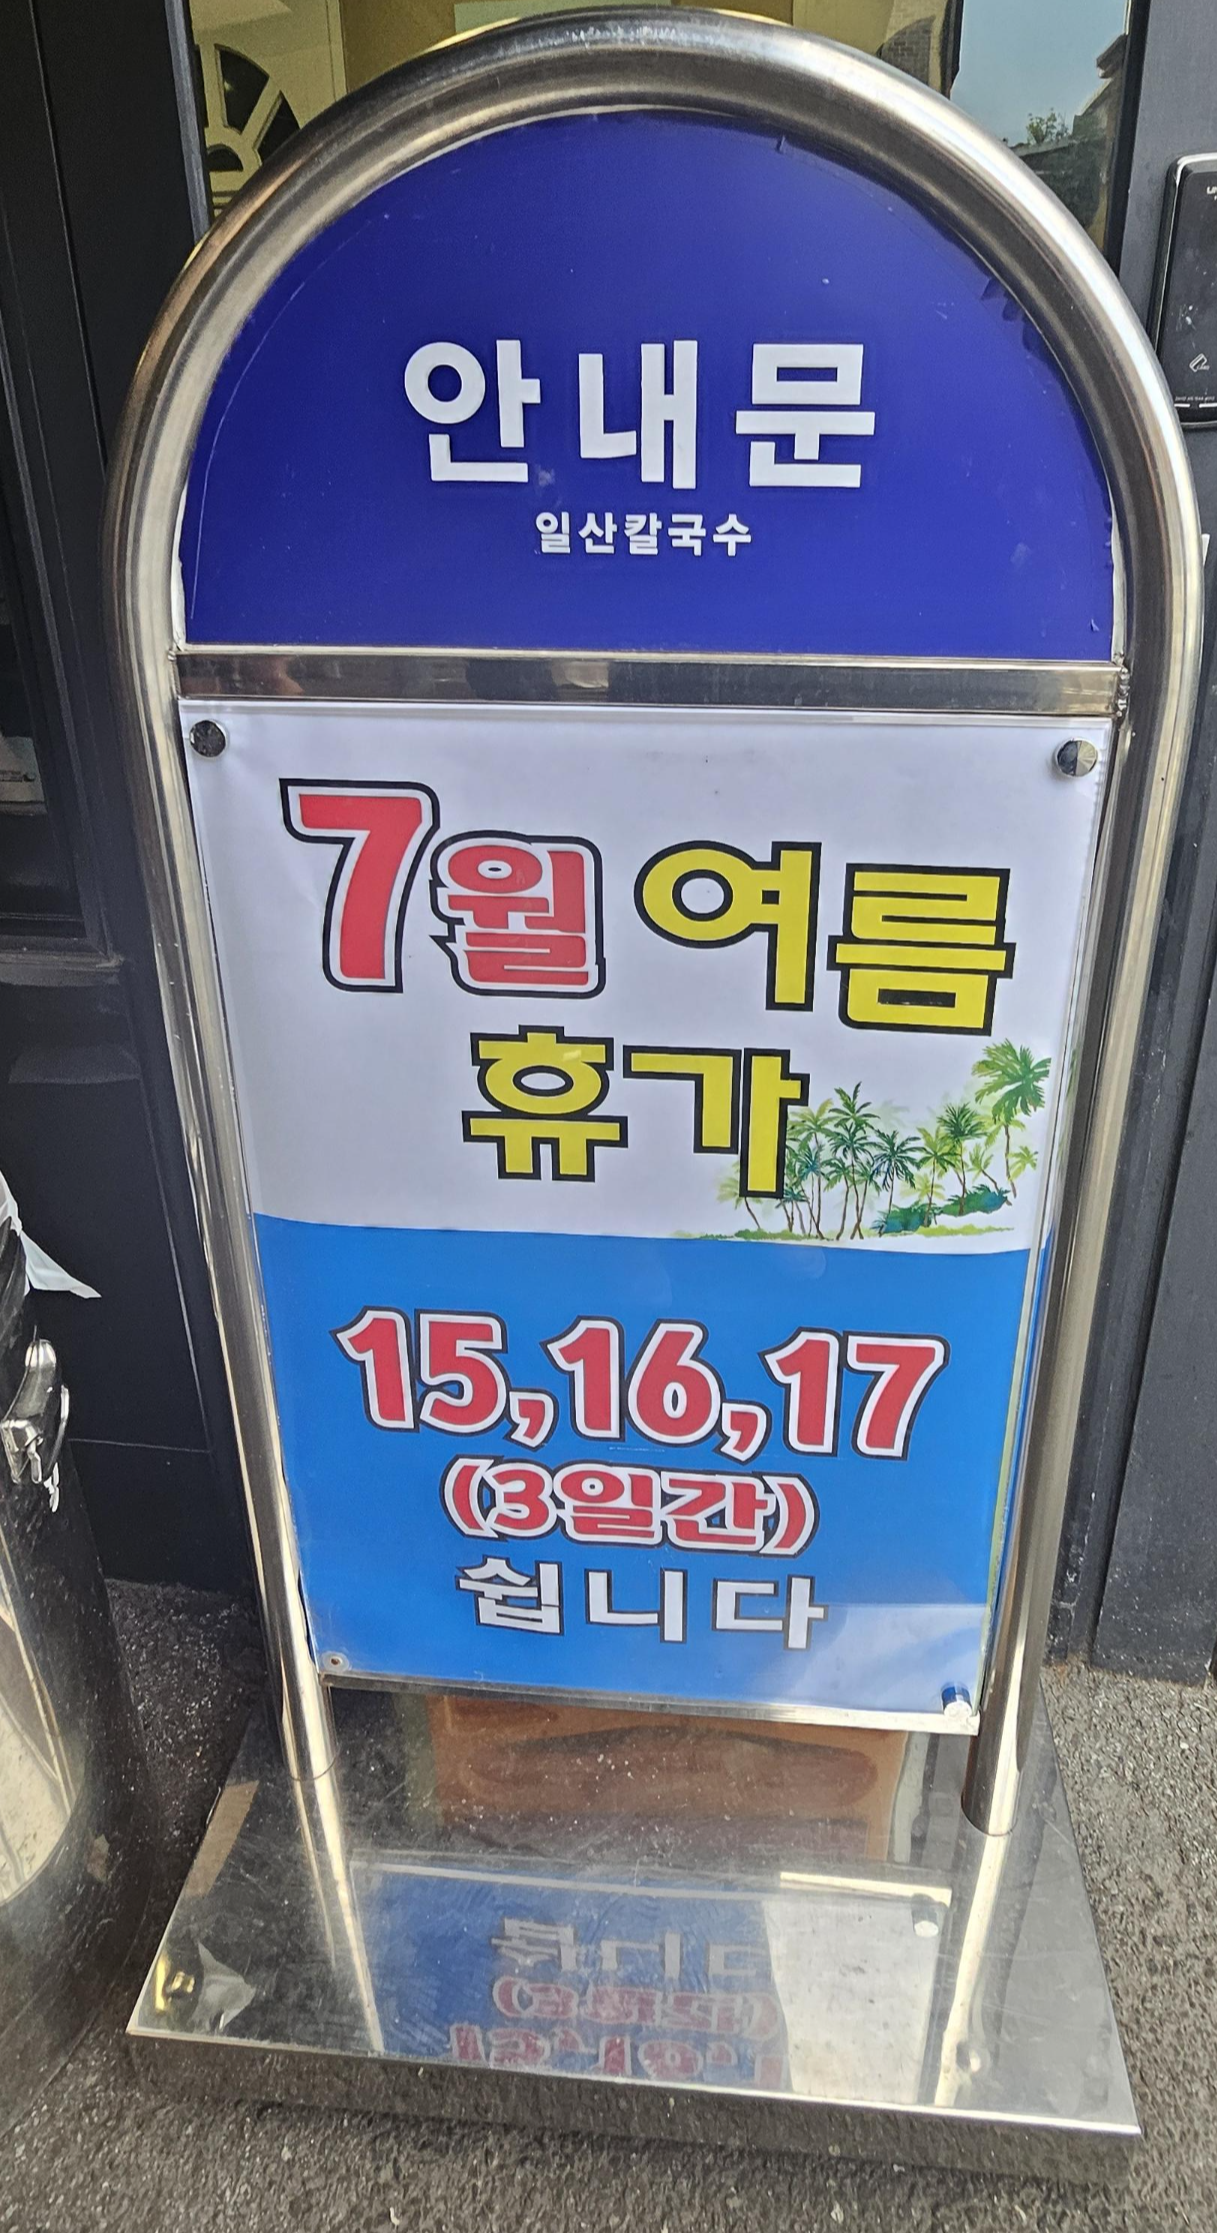 안내문
일산칼국수
7월 여름
휴가
15,16,17
(3일간)
쉽니다